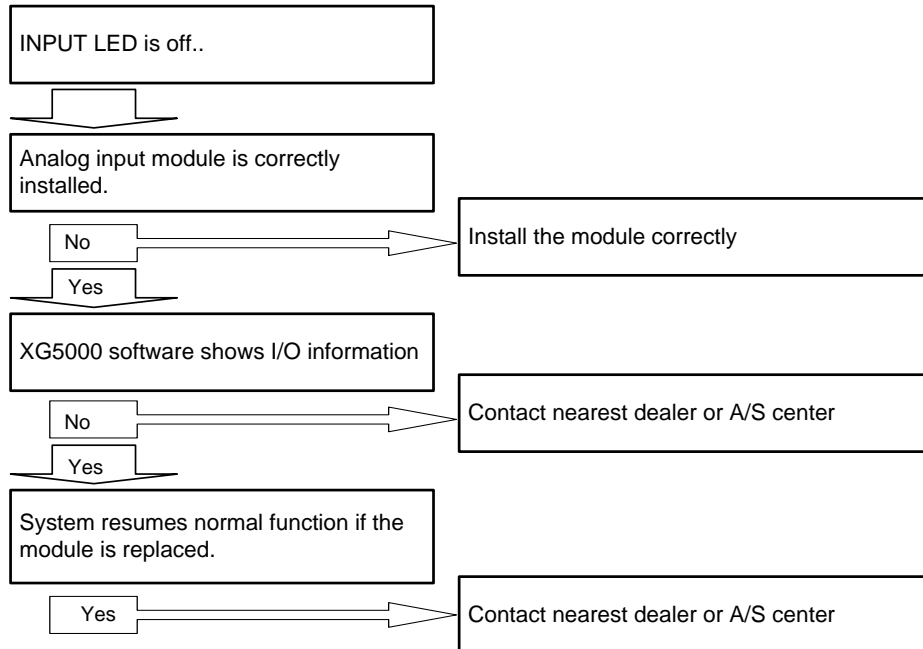 INPUT LED is off..
Analog input module is correctly
installed.
No
Install the module correctly
Yes
XG5000 software shows I/O information
No
Contact nearest dealer or A/S center
Yes
System resumes normal function if the
module is replaced.
Yes
Contact nearest dealer or A/S center